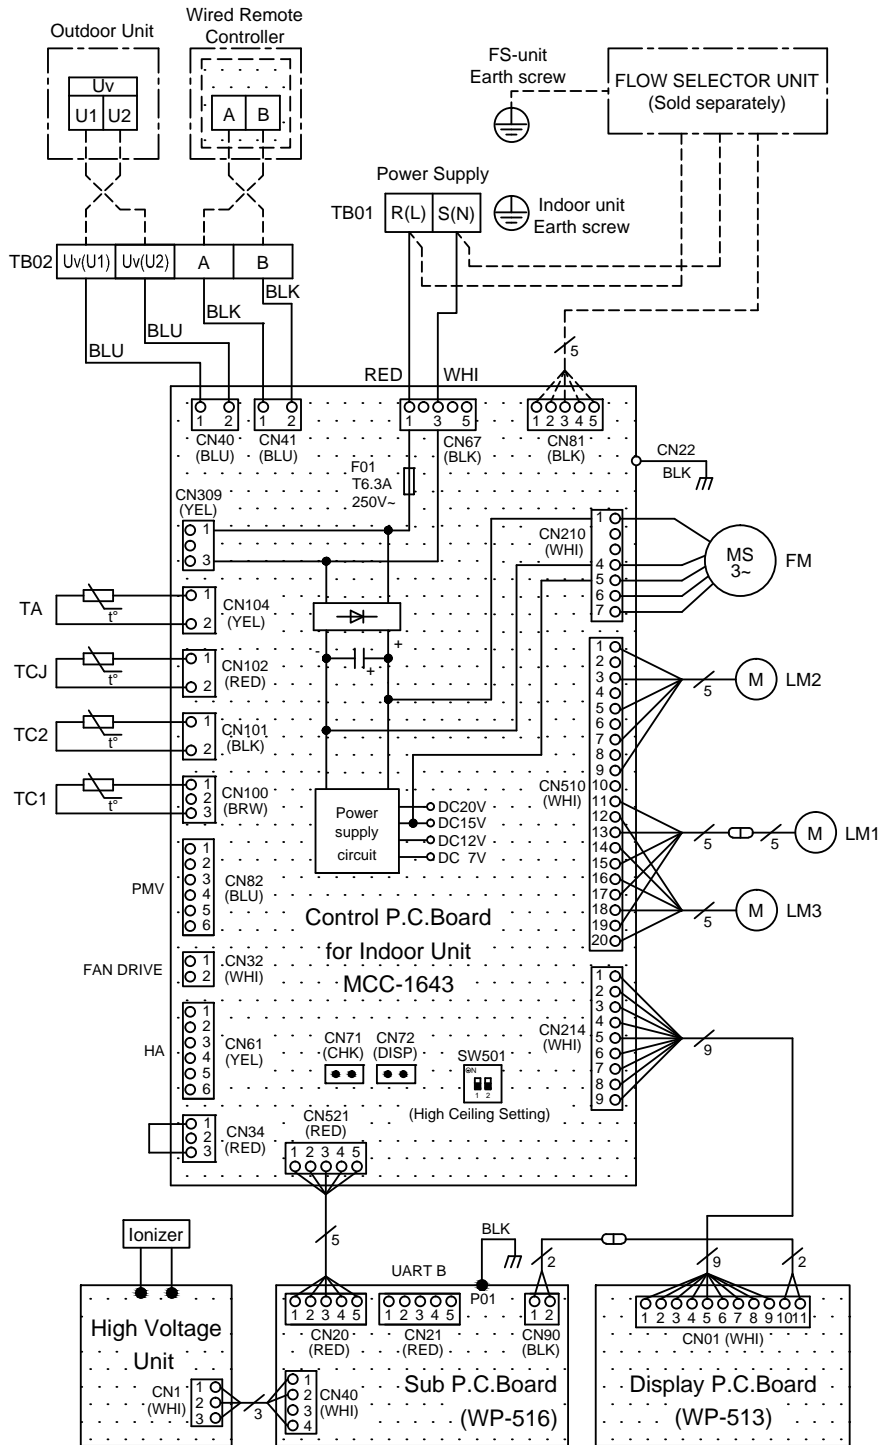 Outdoor Unit
Wired Remote
Controller
Uv
U1 U2
A B
FS-unit
Earth screw
FLOW SELECTOR UNIT
(Sold separately)
Power Supply
TB01 R(L) S(N)
Indoor unit
Earth screw
TB02 Uv(U1) Uv(U2) A B
BLK
BLK
BLU
BLU
5
RED WHI
1 2
CN40
(BLU)
1 2
CN41
(BLU)
1 3 5
CN67
(BLK)
1 2 3 4 5
CN81
(BLK)
CN22
BLK
F01
T6.3A
250V~
CN309
(YEL)
1
3
CN210
(WHI)
1
4
5
6
7
MS
3~
FM
TA
t°
1
2
CN104
(YEL)
- +
+
TCJ
t°
1
2
CN102
(RED)
TC2
t°
1
2
CN101
(BLK)
TC1
t°
1
2
3
CN100
(BRW)
CN510
(WHI)
1
2
3
4
5
6
7
8
9
10
11
12
13
14
15
16
17
18
19
20
5
M LM2
5 5
M LM1
5
M LM3
Power
supply
circuit
DC20V
DC15V
DC12V
DC 7V
PMV
1
2
3
4
5
6
CN82
(BLU)
Control P.C.Board
for Indoor Unit
MCC-1643
FAN DRIVE
1
2
CN32
(WHI)
HA
1
2
3
4
5
6
CN61
(YEL)
CN71
(CHK)
CN72
(DISP)
SW501
ON
1 2
(High Ceiling Setting)
CN214
(WHI)
1
2
3
4
5
6
7
8
9
9
1
2
3
CN34
(RED)
CN521
(RED)
1 2 3 4 5
5
Ionizer
High Voltage
Unit
CN1
(WHI)
1
2
3
3
1
2
3
4
CN40
(WHI)
UART B
BLK
P01
1 2 3 4 5
CN20
(RED)
1 2 3 4 5
CN21
(RED)
2
1 2
CN90
(BLK)
Sub P.C.Board
(WP-516)
9 2
1 2 3 4 5 6 7 8 9 10 11
CN01 (WHI)
Display P.C.Board
(WP-513)